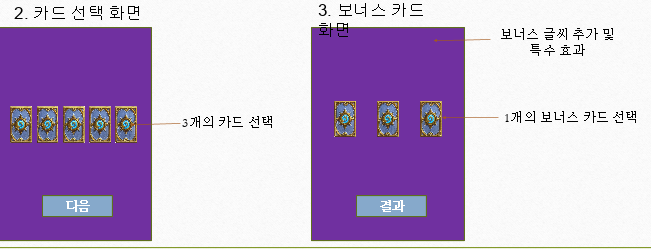 2. 카드 선택 화면
3개의 카드 선택
다음
3. 보너스 카드
화면
보너스 글씨 추가 및
특수 효과
1개의 보너스 카드 선택
결과